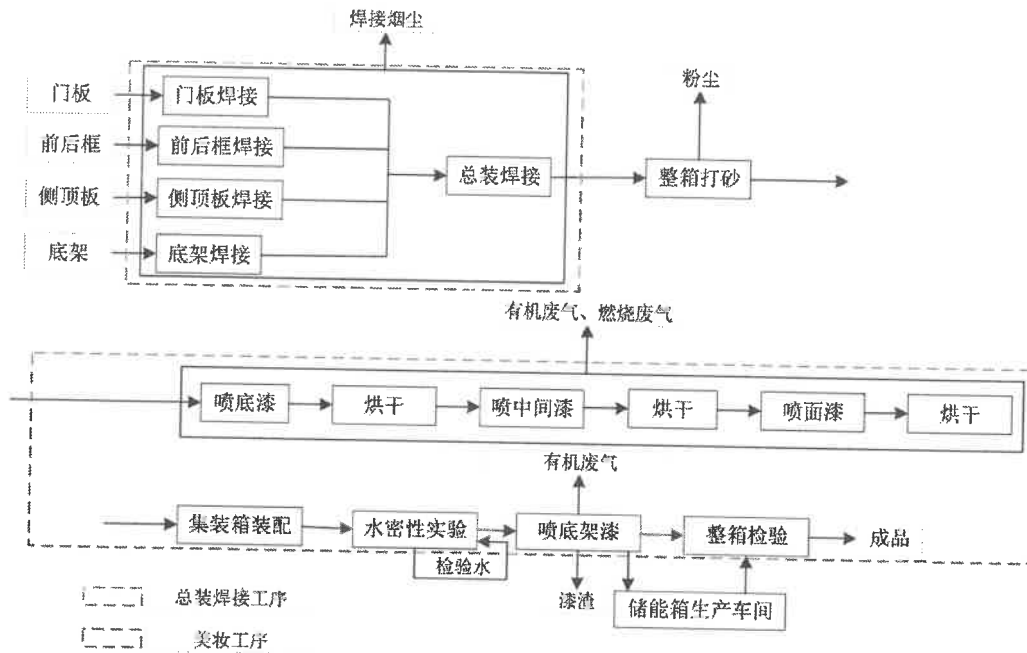 焊接烟尘
粉尘
门板 门板焊接
前后框 前后框焊接
总装焊接 整箱打砂
侧顶板 侧顶板焊接
底架 底架焊接
有机废气、燃烧废气
喷底漆 烘干 喷中间漆 烘干 喷面漆 烘干
有机废气
集装箱装配 水密性实验 喷底架漆 整箱检验 成品
检验水
漆渣 储能箱生产车间
总装焊接工序
美妆工序